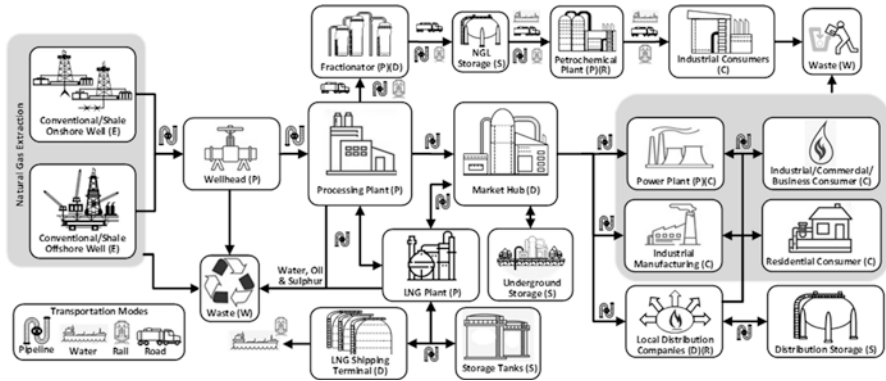 Fractionator (P)(D)
NGL
Storage (S)
Petrochemical
Plant (P)(R)
Industrial Consumers
(C)
Waste (W)
Natural Gas Extraction
Conventional/Shale
Onshore Well (E)
Conventional/Shale
Offshore Well (E)
Wellhead (P)
Processing Plant (P)
Market Hub (D)
Power Plant (P)(C)
Industrial/Commercial/
Business Consumer (C)
Industrial
Manufacturing (C)
Residential Consumer (C)
Water, Oil
& Sulphur
Waste (W)
LNG Plant (P)
Underground
Storage (S)
Transportation Modes
Pipeline
Water
Rail
Road
LNG Shipping
Terminal (D)
Storage Tanks (S)
Local Distribution
Companies (D)(R)
Distribution Storage (S)